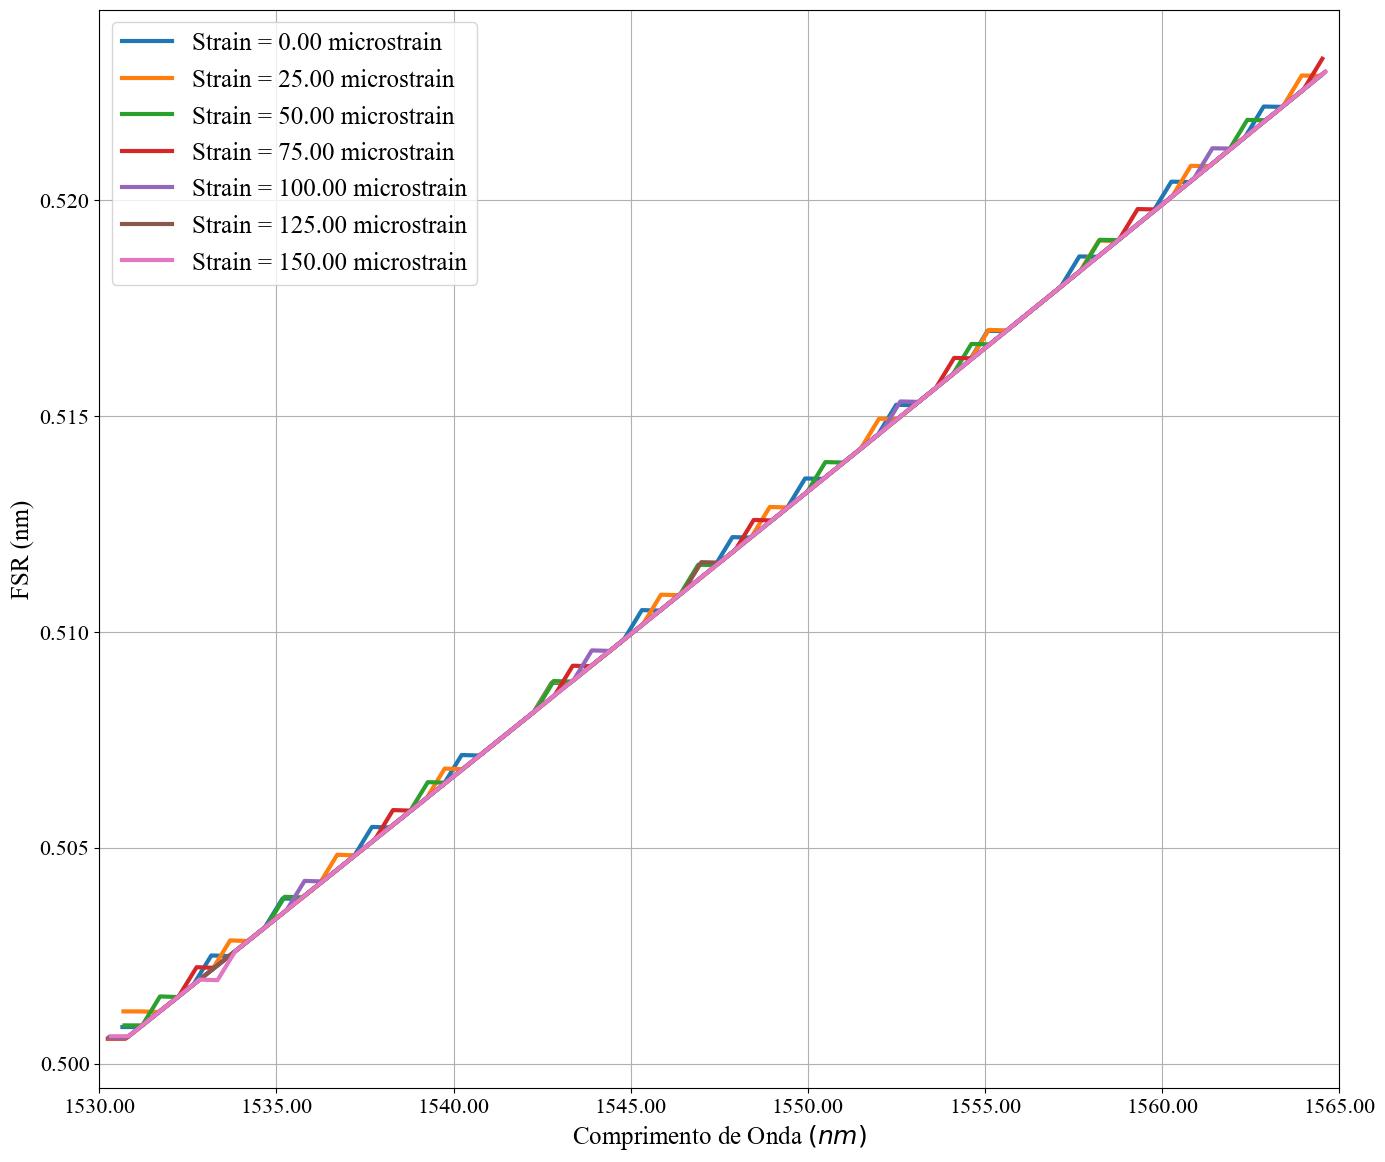 Strain = 0.00 microstrain
Strain = 25.00 microstrain
Strain = 50.00 microstrain
Strain = 75.00 microstrain
Strain = 100.00 microstrain
Strain = 125.00 microstrain
Strain = 150.00 microstrain
FSR (nm)
0.520
0.515
0.510
0.505
0.500
1530.00 1535.00 1540.00 1545.00 1550.00 1555.00 1560.00 1565.00
Comprimento de Onda (nm)